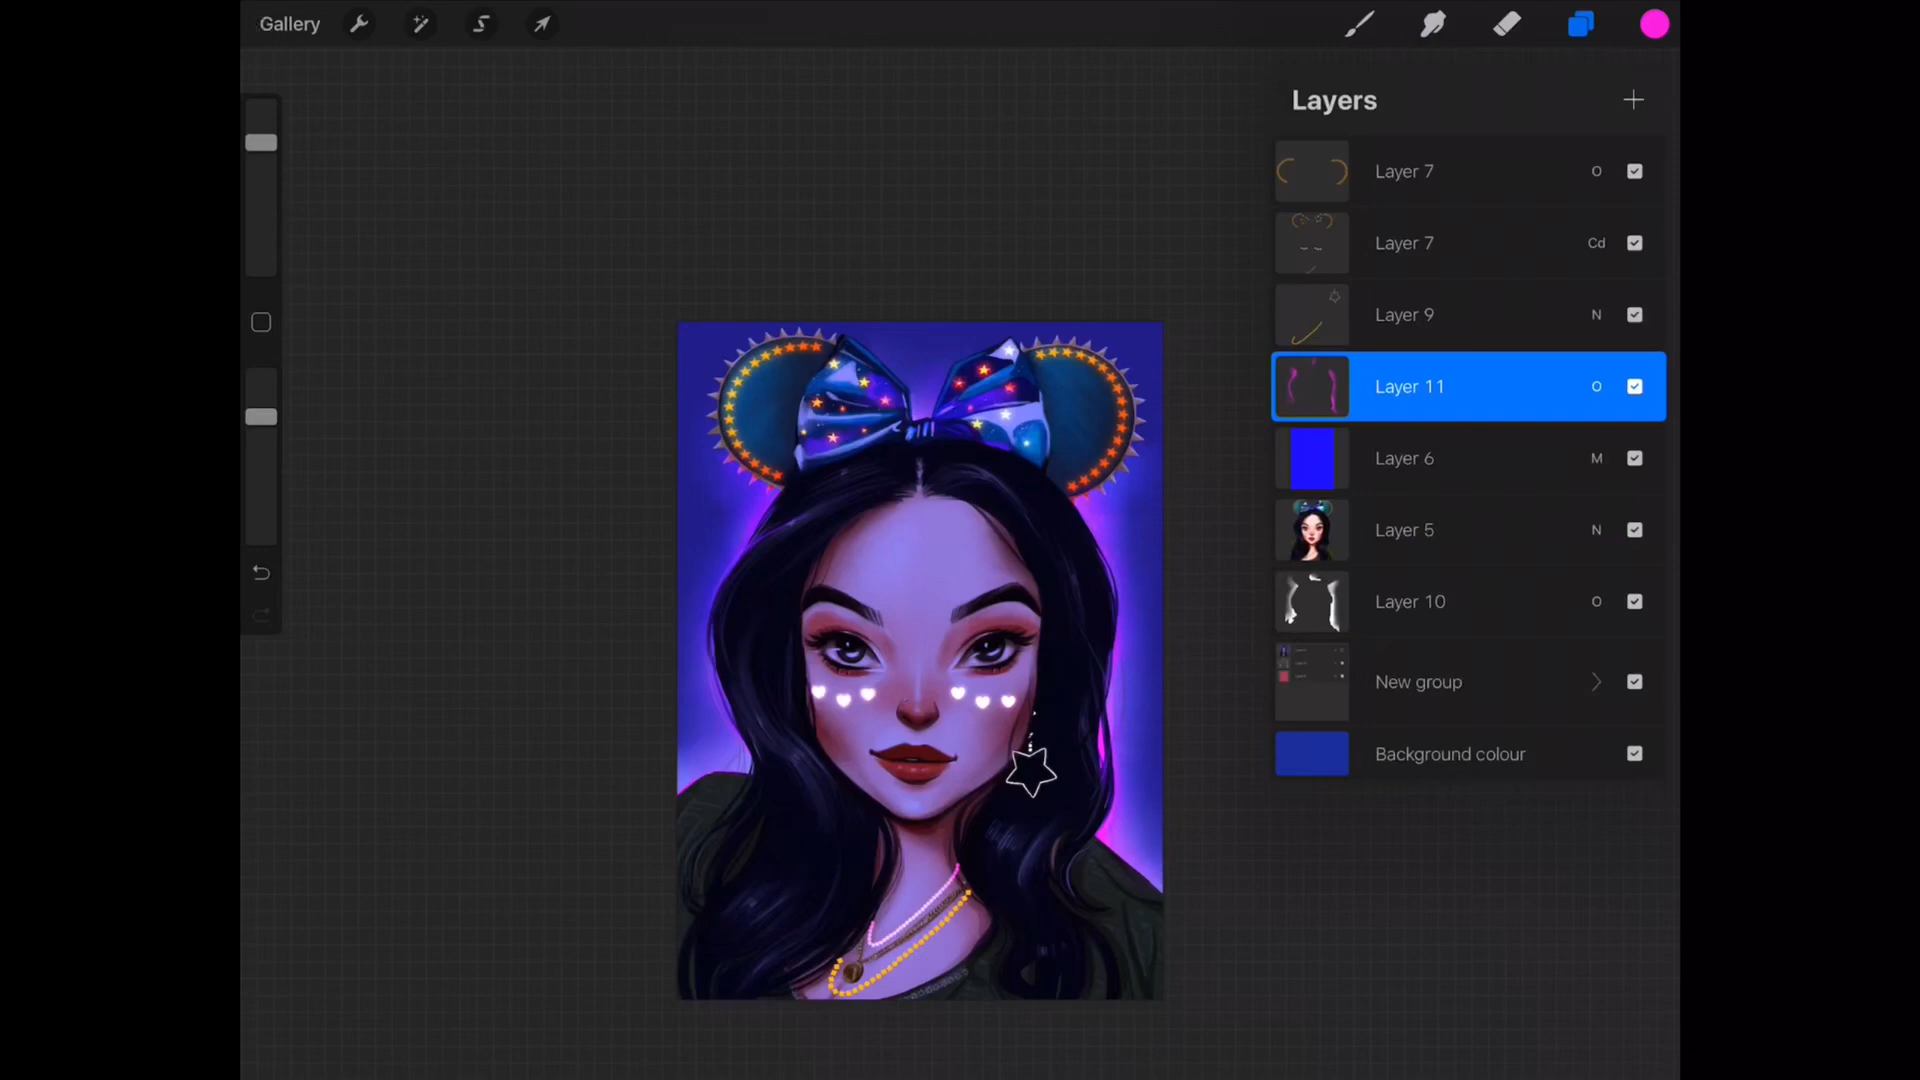 Gallery
Layers
Layer 7 O
Layer 7 Cd
Layer 9 N
Layer 11 O
Layer 6 M
Layer 5 N
Layer 10 O
New group
Background colour